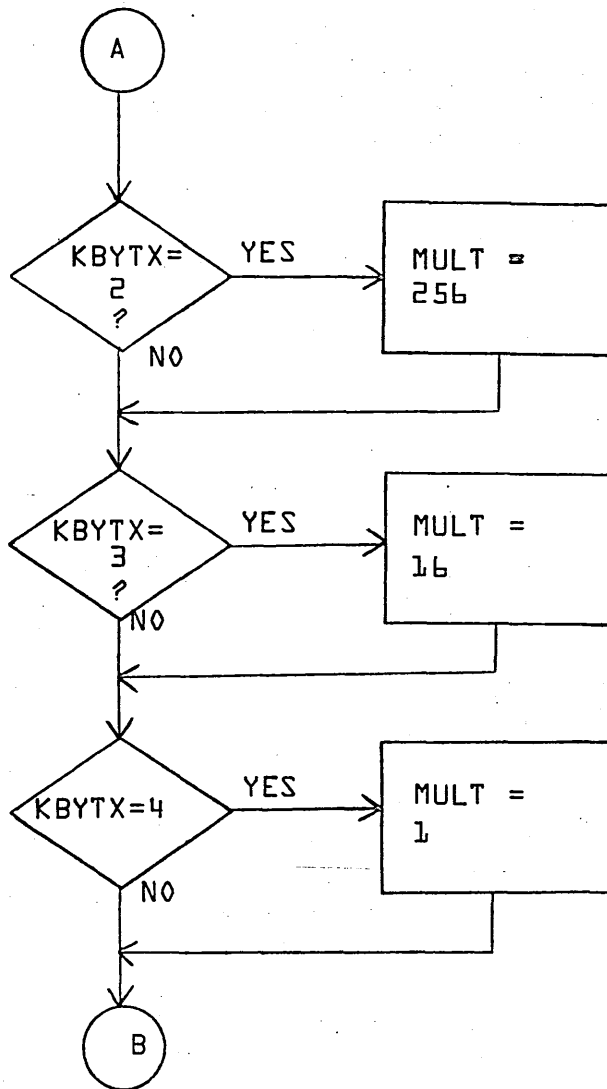 A
KBYTX=
2
?
YES
MULT =
256
NO
KBYTX=
3
?
YES
MULT =
16
NO
KBYTX=4
YES
MULT =
1
NO
B